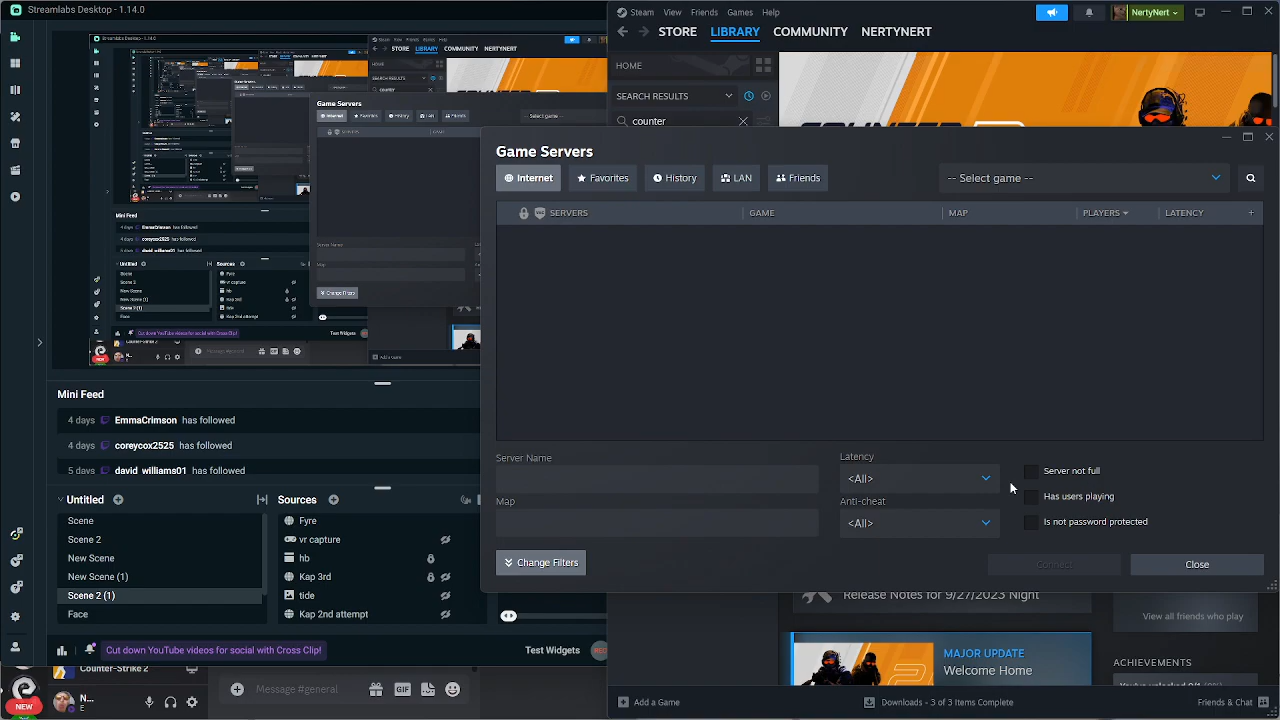 Streamlabs Desktop - 1.14.0
Steam View Friends Games Help
NertyNert
STORE LIBRARY COMMUNITY NERTYNERT
HOME
SEARCH RESULTS
counter
Game Servers
Internet Favorites History LAN Friends
-- Select game --
SERVERS GAME MAP PLAYERS LATENCY +
Server Name
Map
Latency
<All>
Anti-cheat
<All>
Server not full
Has users playing
Is not password protected
Change Filters
Connect
Close
Mini Feed
4 days EmmaCrimson has followed
4 days coreycox2525 has followed
5 days david_williams01 has followed
Untitled
Scene
Scene 2
New Scene
New Scene (1)
Scene 2 (1)
Face
Sources
Fyre
vr capture
hb
Kap 3rd
tide
Kap 2nd attempt
Cut down YouTube videos for social with Cross Clip!
Test Widgets
REC
Counter-Strike 2
NEW
N...
Message #general
GIF
Release Notes for 9/27/2023 Night
MAJOR UPDATE
Welcome Home
View all friends who play
ACHIEVEMENTS
Add a Game
Downloads - 3 of 3 Items Complete
Friends & Chat